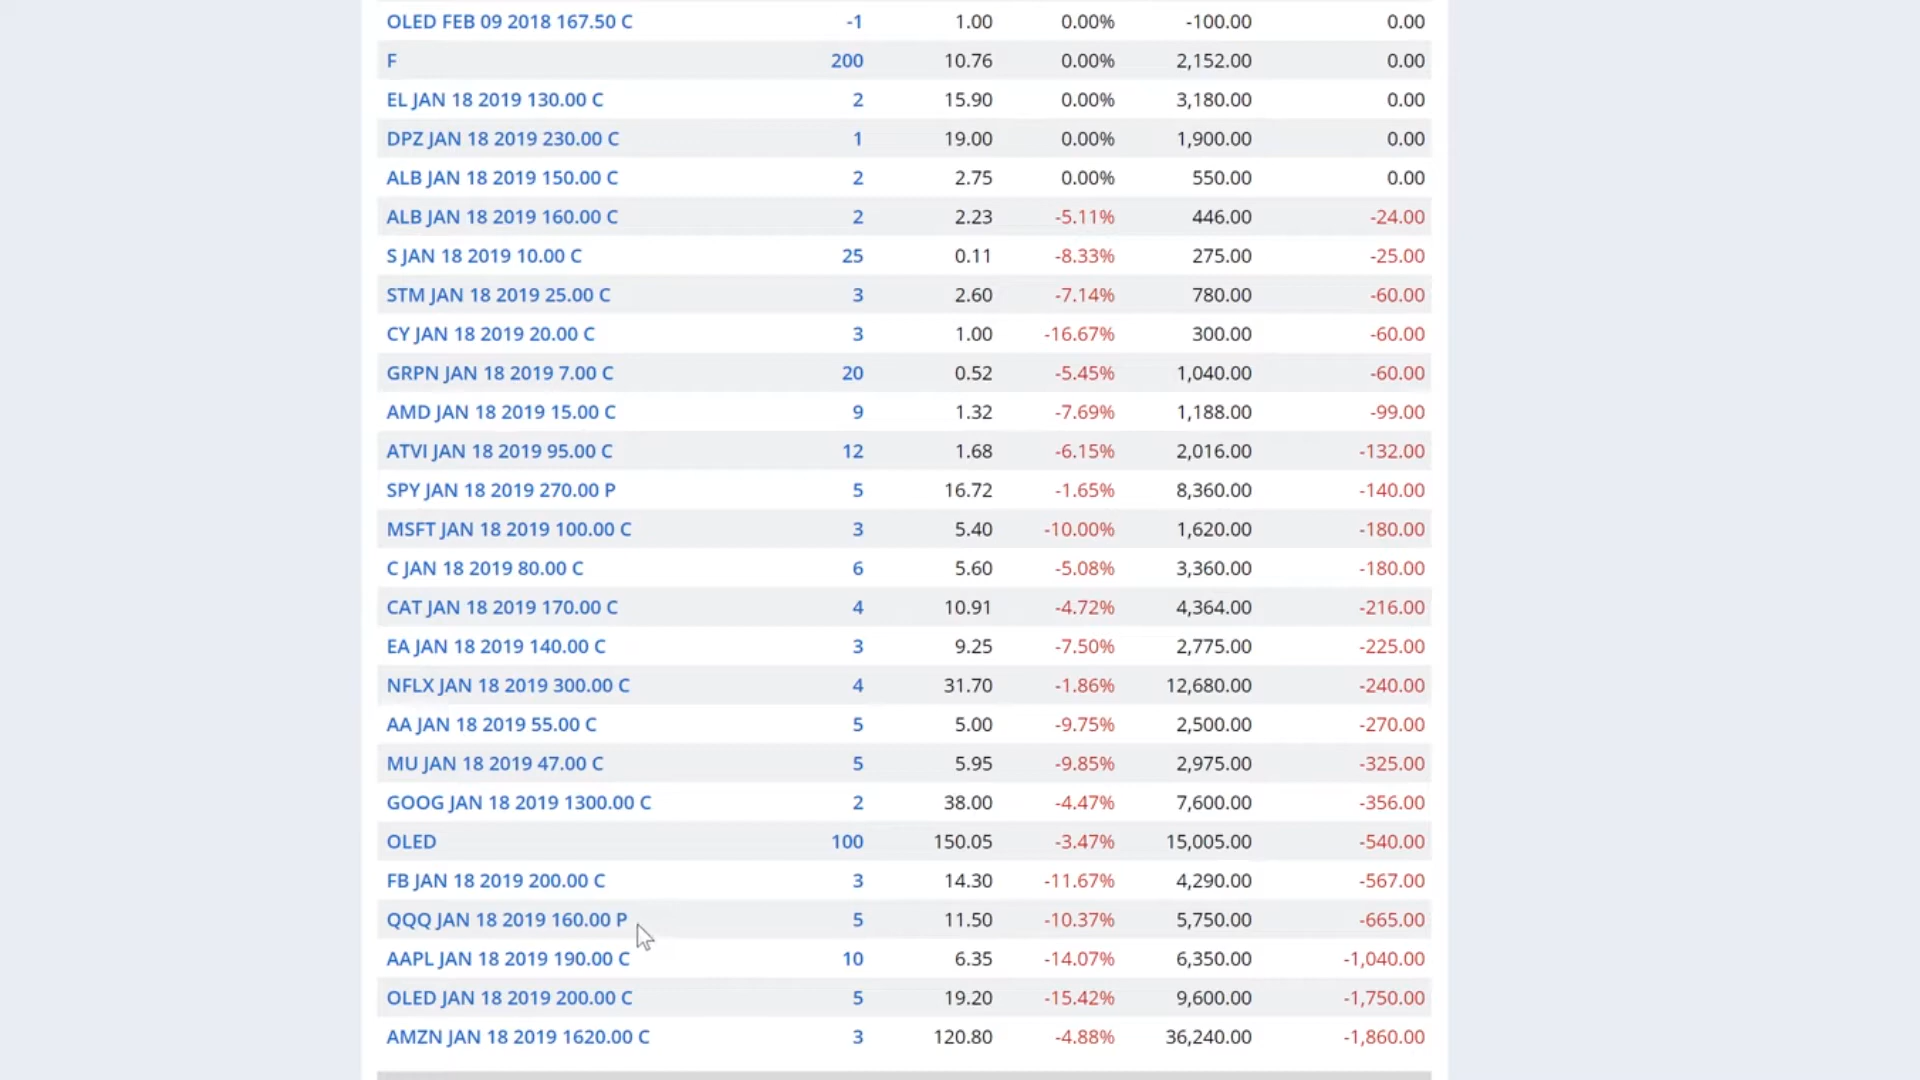 OLED FEB 09 2018 167.50 C -1 1.00 0.00% -100.00 0.00
F 200 10.76 0.00% 2,152.00 0.00
EL JAN 18 2019 130.00 C 2 15.90 0.00% 3,180.00 0.00
DPZ JAN 18 2019 230.00 C 1 19.00 0.00% 1,900.00 0.00
ALB JAN 18 2019 150.00 C 2 2.75 0.00% 550.00 0.00
ALB JAN 18 2019 160.00 C 2 2.23 -5.11% 446.00 -24.00
S JAN 18 2019 10.00 C 25 0.11 -8.33% 275.00 -25.00
STM JAN 18 2019 25.00 C 3 2.60 -7.14% 780.00 -60.00
CY JAN 18 2019 20.00 C 3 1.00 -16.67% 300.00 -60.00
GRPN JAN 18 2019 7.00 C 20 0.52 -5.45% 1,040.00 -60.00
AMD JAN 18 2019 15.00 C 9 1.32 -7.69% 1,188.00 -99.00
ATVI JAN 18 2019 95.00 C 12 1.68 -6.15% 2,016.00 -132.00
SPY JAN 18 2019 270.00 P 5 16.72 -1.65% 8,360.00 -140.00
MSFT JAN 18 2019 100.00 C 3 5.40 -10.00% 1,620.00 -180.00
C JAN 18 2019 80.00 C 6 5.60 -5.08% 3,360.00 -180.00
CAT JAN 18 2019 170.00 C 4 10.91 -4.72% 4,364.00 -216.00
EA JAN 18 2019 140.00 C 3 9.25 -7.50% 2,775.00 -225.00
NFLX JAN 18 2019 300.00 C 4 31.70 -1.86% 12,680.00 -240.00
AA JAN 18 2019 55.00 C 5 5.00 -9.75% 2,500.00 -270.00
MU JAN 18 2019 47.00 C 5 5.95 -9.85% 2,975.00 -325.00
GOOG JAN 18 2019 1300.00 C 2 38.00 -4.47% 7,600.00 -356.00
OLED 100 150.05 -3.47% 15,005.00 -540.00
FB JAN 18 2019 200.00 C 3 14.30 -11.67% 4,290.00 -567.00
QQQ JAN 18 2019 160.00 P 5 11.50 -10.37% 5,750.00 -665.00
AAPL JAN 18 2019 190.00 C 10 6.35 -14.07% 6,350.00 -1,040.00
OLED JAN 18 2019 200.00 C 5 19.20 -15.42% 9,600.00 -1,750.00
AMZN JAN 18 2019 1620.00 C 3 120.80 -4.88% 36,240.00 -1,860.00